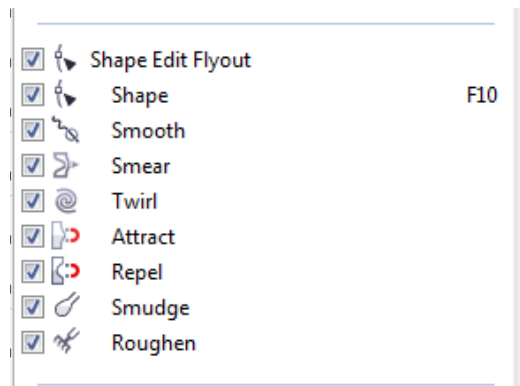 Shape Edit Flyout
Shape F10
Smooth
Smear
Twirl
Attract
Repel
Smudge
Roughen